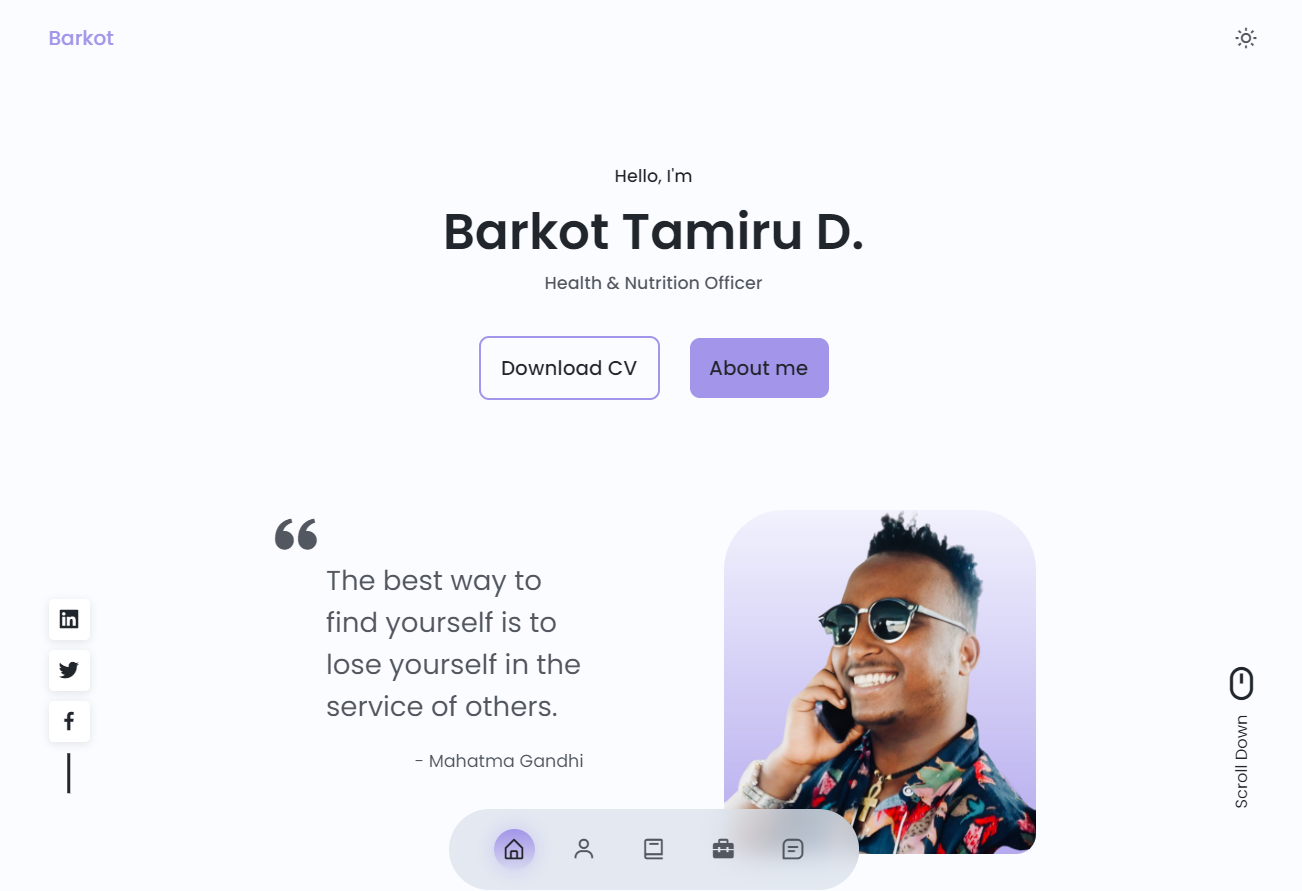 Barkot
Hello, I'm
Barkot Tamiru D.
Health & Nutrition Officer
Download CV
About me
The best way to
find yourself is to
lose yourself in the
service of others.
- Mahatma Gandhi
Scroll Down